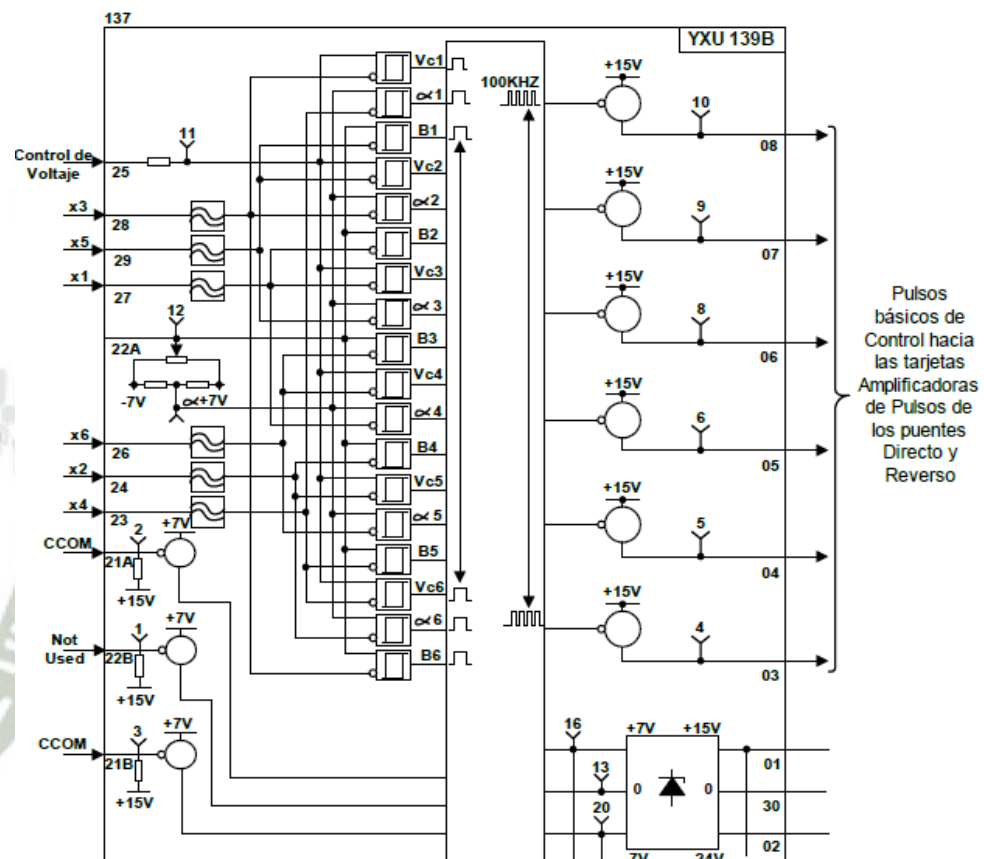 137
YXU 139B
Control de
Voltaje
25
11
x3
28
x5
29
x1
27
12
22A
-7V
∝+7V
x6
26
x2
24
x4
23
CCOM
21A
2
+7V
+15V
Not
Used
22B
1
+7V
+15V
CCOM
21B
3
+7V
+15V
Vc1
∝1
B1
Vc2
∝2
B2
Vc3
∝3
B3
Vc4
∝4
B4
Vc5
∝5
B5
Vc6
∝6
B6
100KHZ
+15V
10
08
+15V
9
07
+15V
8
06
+15V
6
05
+15V
5
04
+15V
4
03
Pulsos
básicos de
Control hacia
las tarjetas
Amplificadoras
de Pulsos de
los puentes
Directo y
Reverso
16
+7V +15V
01
13
0 0
30
20
02
-7V -24V